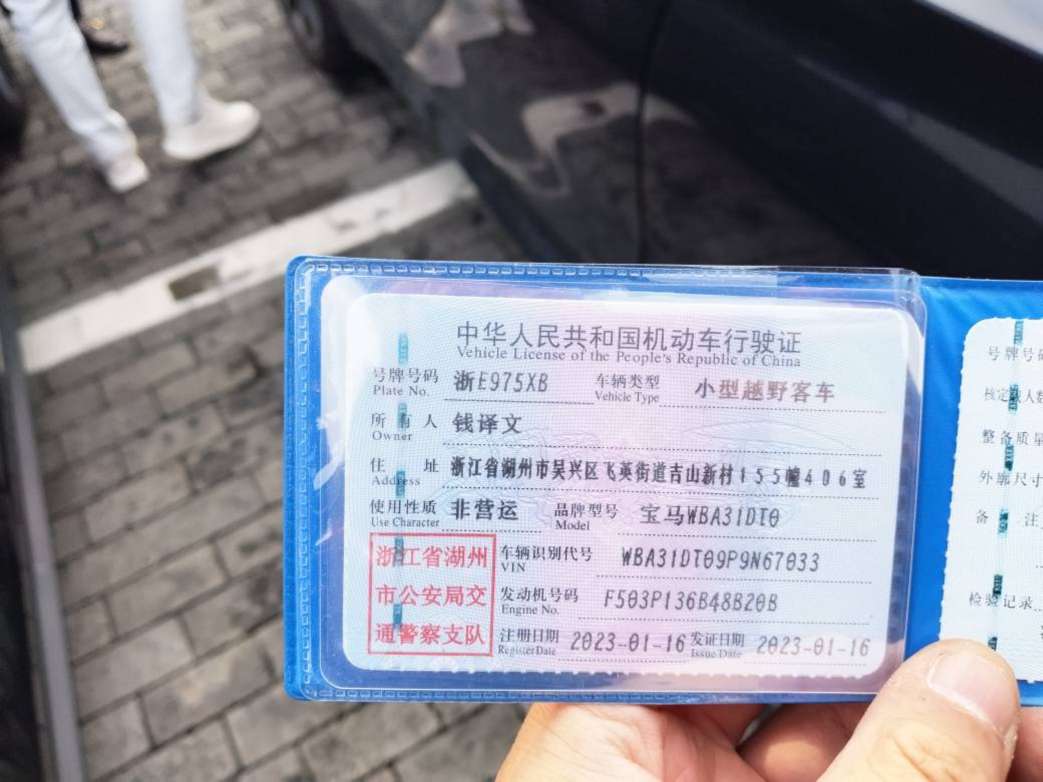 中华人民共和国机动车行驶证
Vehicle License of the People's Republic of China
号牌号码 浙E975XB 车辆类型 小型越野客车
Plate No. Vehicle Type
所有人 钱译文
Owner
住址 浙江省湖州市吴兴区飞英街道吉山新村155幢406室
Address
使用性质 非营运 品牌型号 宝马WBA31DT0
Use Character Model
浙江省湖州
市公安局交
通警察支队
车辆识别代号 WBA31DT09P9N67033
VIN
发动机号码 F503P136B48B20B
Engine No.
注册日期 2023-01-16 发证日期 2023-01-16
Register Date Issue Date
号牌号码
核定载人数
整备质量
外廓尺寸
备注
检验记录